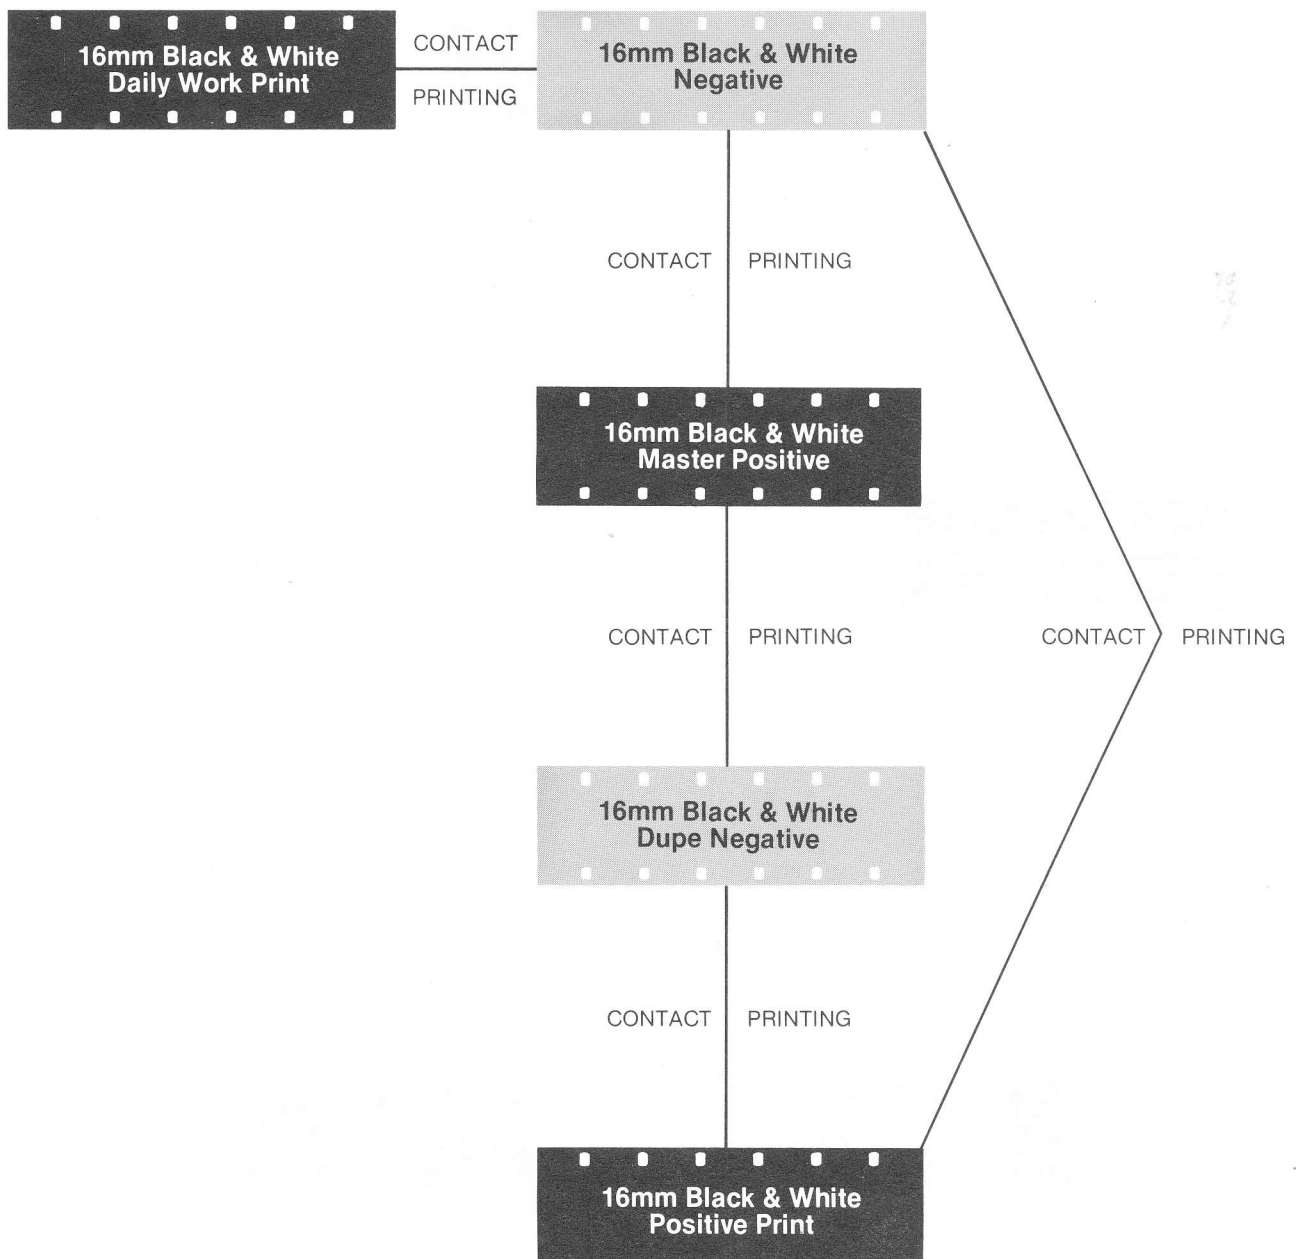 16mm Black & White
Daily Work Print
CONTACT
PRINTING
16mm Black & White
Negative
CONTACT PRINTING
16mm Black & White
Master Positive
CONTACT PRINTING
CONTACT PRINTING
16mm Black & White
Dupe Negative
CONTACT PRINTING
16mm Black & White
Positive Print